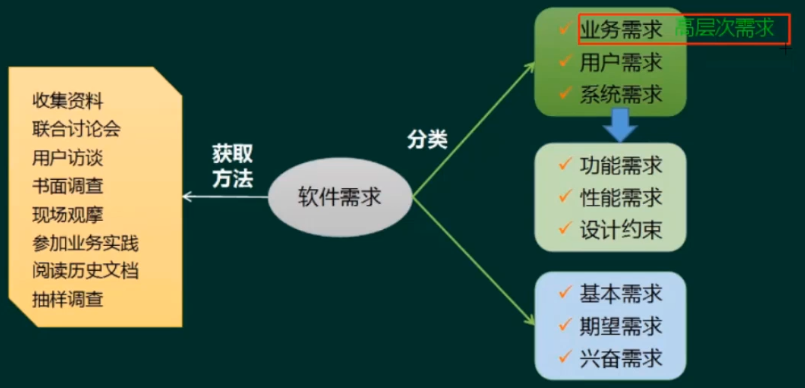 收集资料
联合讨论会
用户访谈
书面调查
现场观摩
参加业务实践
阅读历史文档
抽样调查
获取
方法
软件需求
分类
业务需求 高层次需求
用户需求
系统需求
功能需求
性能需求
设计约束
基本需求
期望需求
兴奋需求